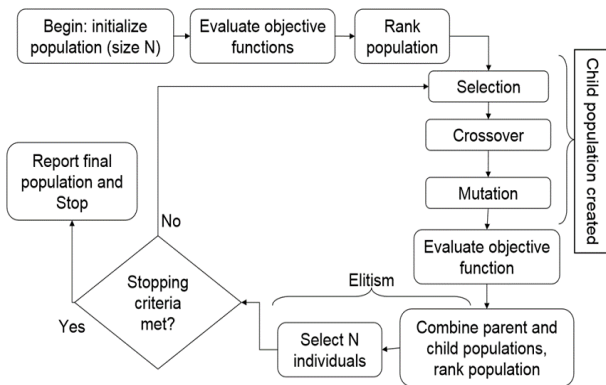 Begin: initialize
population (size N)
Evaluate objective
functions
Rank
population
Selection
Crossover
Mutation
Child population created
Evaluate objective
function
Combine parent and
child populations,
rank population
Elitism
Select N
individuals
Stopping
criteria
met?
No
Yes
Report final
population and
Stop